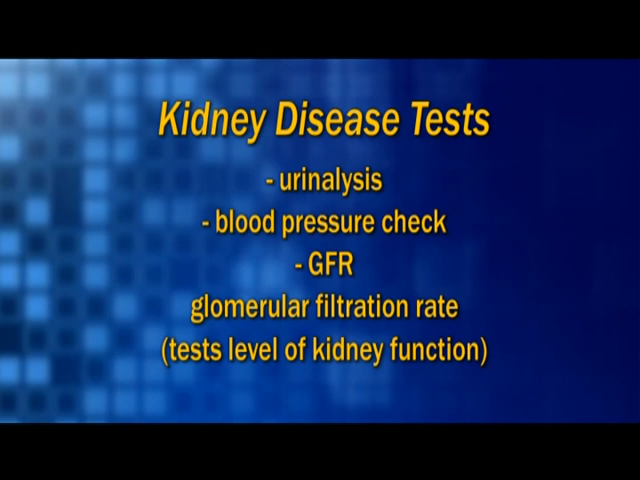 Kidney Disease Tests
- urinalysis
- blood pressure check
- GFR
glomerular filtration rate
(tests level of kidney function)